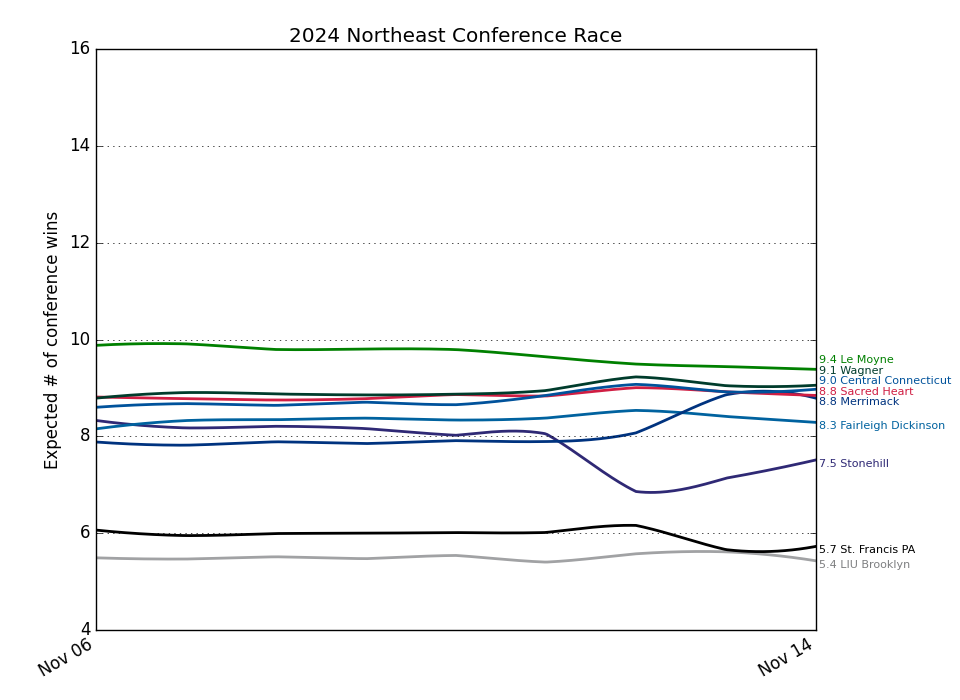 2024 Northeast Conference Race
Expected # of conference wins
16
14
12
10
8
6
4
Nov 06
Nov 14
9.4 Le Moyne
9.1 Wagner
9.0 Central Connecticut
8.8 Sacred Heart
8.8 Merrimack
8.3 Fairleigh Dickinson
7.5 Stonehill
5.7 St. Francis PA
5.4 LIU Brooklyn